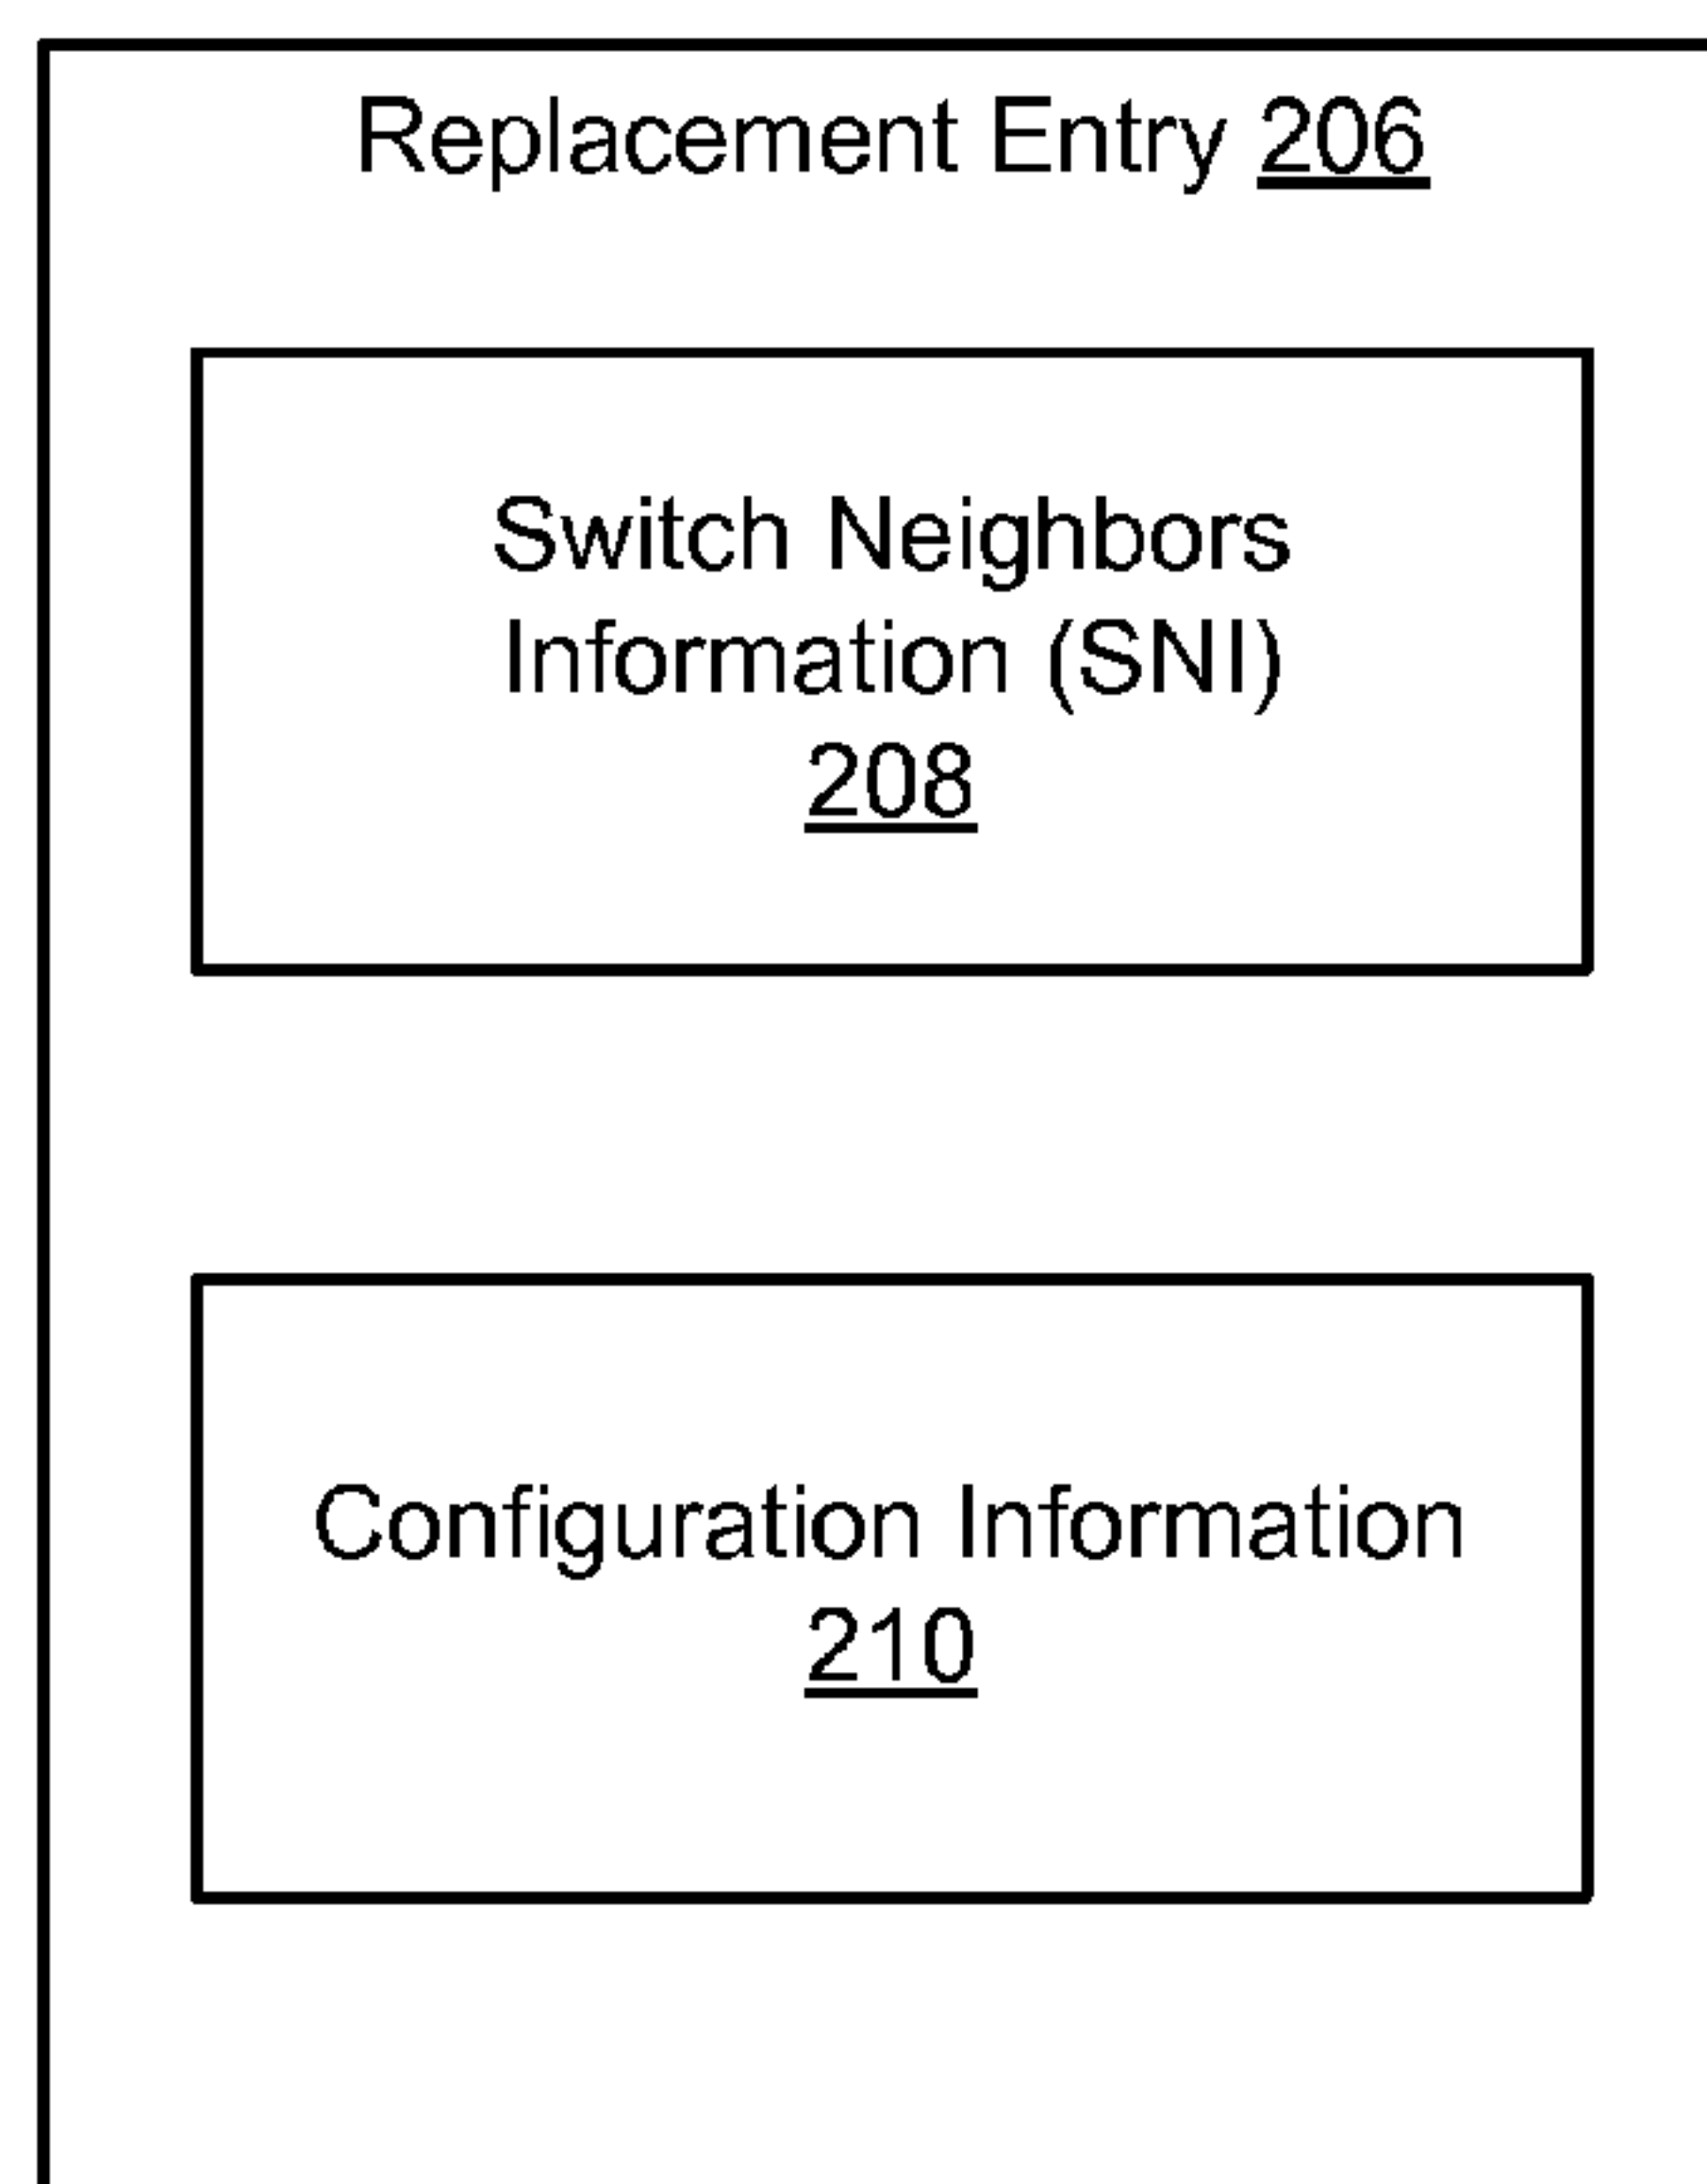 Replacement Entry 206
Switch Neighbors
Information (SNI)
208
Configuration Information
210